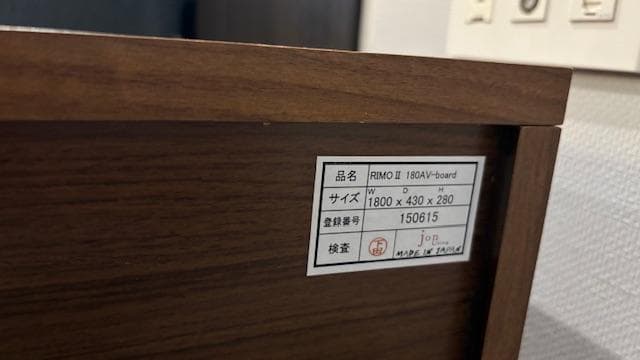 品名 RIMO II 180AV-board
W D H
サイズ 1800 x 430 x 280
登録番号 150615
検査 jon
MADE IN JAPAN